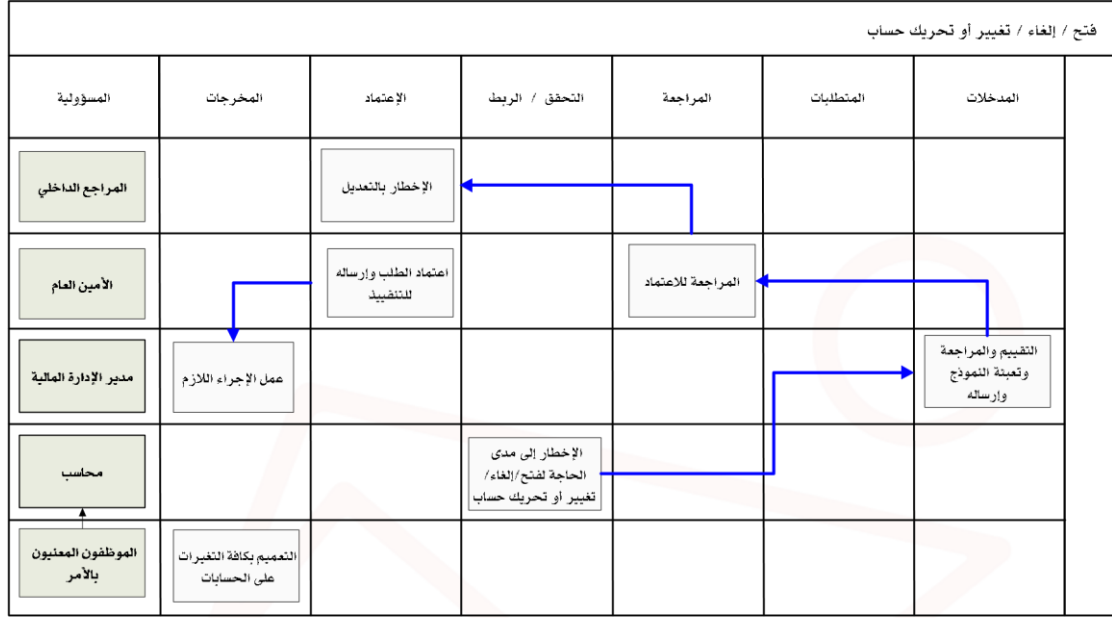 فتح / إلغاء / تغيير أو تحريك حساب
المدخلات
المتطلبات
المراجعة
التحقق / الربط
الإعتماد
المخرجات
المسؤولية
الإخطار بالتعديل
المراجع الداخلي
المراجعة للاعتماد
اعتماد الطلب وإرساله
للتنفيذ
الأمين العام
التقييم والمراجعة
وتعبئة النموذج
وإرساله
عمل الإجراء اللازم
مدير الإدارة المالية
الإخطار إلى مدى
الحاجة لفتح/إلغاء/
تغيير أو تحريك حساب
محاسب
التعميم بكافة التغيرات
على الحسابات
الموظفون المعنيون
بالأمر